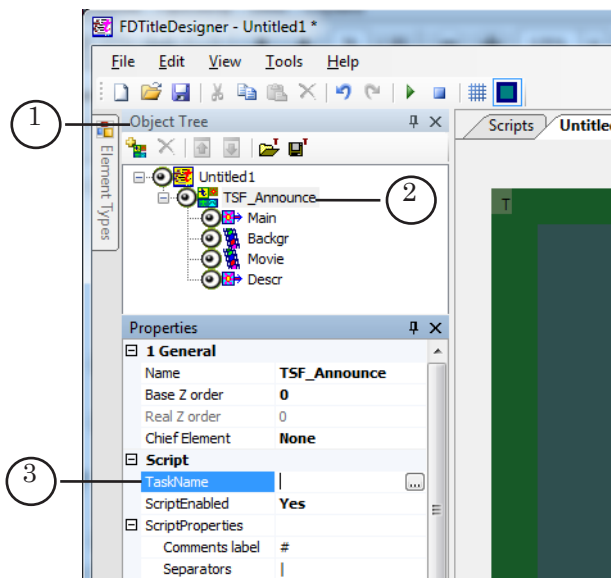 FDTitleDesigner - Untitled1 *
File Edit View Tools Help
1
Object Tree
Scripts Untitle
Element Types
Untitled1
TSF_Announce
2
Main
Backgr
Movie
Descr
T
Properties
1 General
Name TSF_Announce
Base Z order 0
Real Z order 0
Chief Element None
Script
3
TaskName ...
ScriptEnabled Yes
ScriptProperties
Comments label #
Separators |